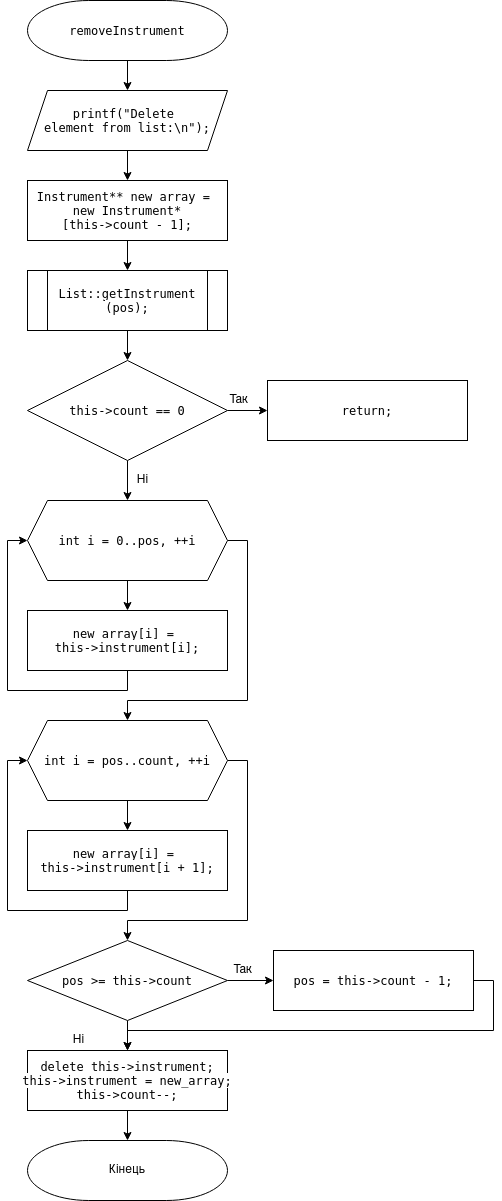 removeInstrument
printf("Delete
element from list:\n");
Instrument** new array =
new Instrument*
[this->count - 1];
List::getInstrument
(pos);
this->count == 0
Так
return;
Ні
int i = 0..pos, ++i
new array[i] =
this->instrument[i];
int i = pos..count, ++i
new array[i] =
this->instrument[i + 1];
pos >= this->count
Так
pos = this->count - 1;
Ні
delete this->instrument;
this->instrument = new_array;
this->count--;
Кінець